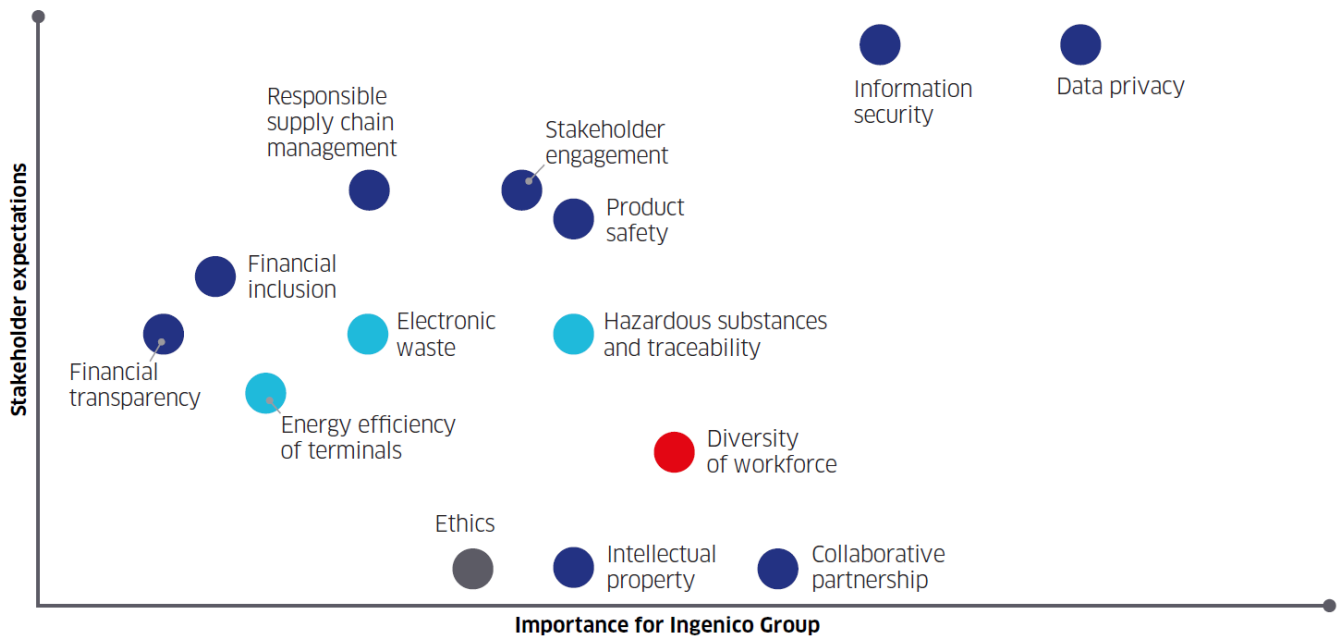 Stakeholder expectations
Information
security
Data privacy
Responsible
supply chain
management
Stakeholder
engagement
Product
safety
Financial
inclusion
Electronic
waste
Hazardous substances
and traceability
Financial
transparency
Energy efficiency
of terminals
Diversity
of workforce
Ethics
Intellectual
property
Collaborative
partnership
Importance for Ingenico Group